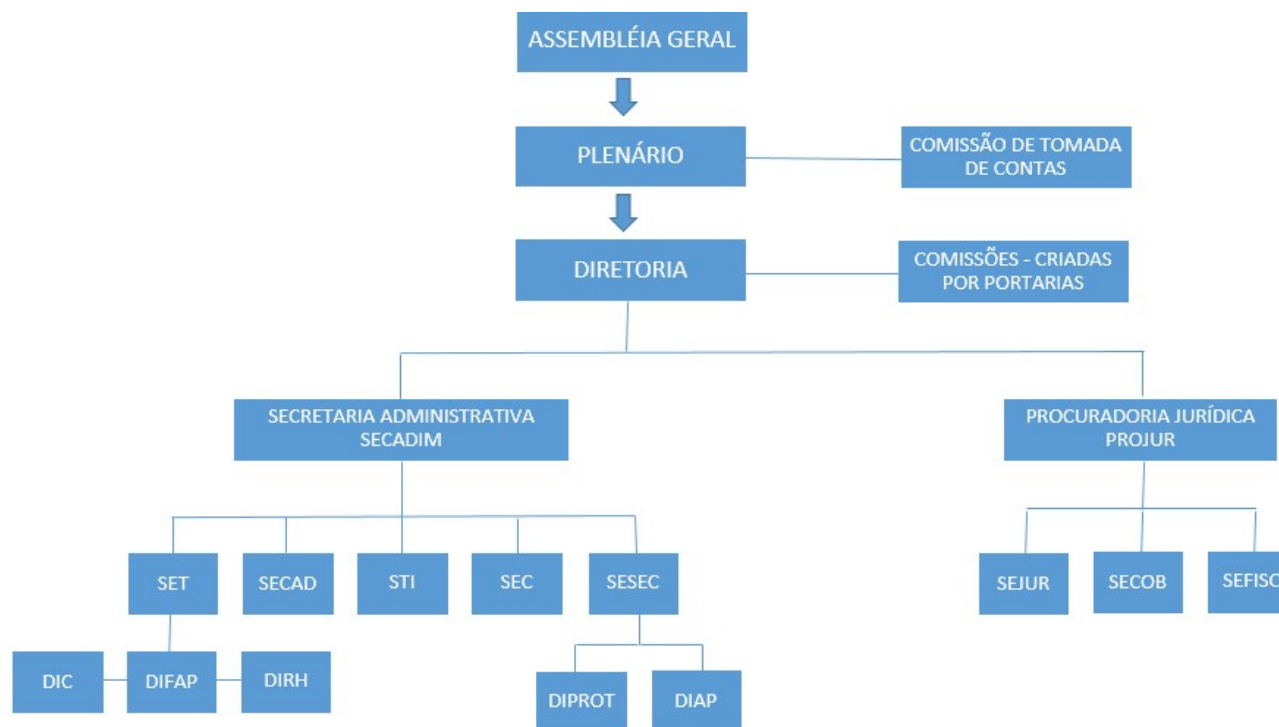 ASSEMBLÉIA GERAL
PLENÁRIO
COMISSÃO DE TOMADA
DE CONTAS
DIRETORIA
COMISSÕES - CRIADAS
POR PORTARIAS
SECRETARIA ADMINISTRATIVA
SECADIM
PROCURADORIA JURÍDICA
PROJUR
SET
SECAD
STI
SEC
SESEC
SEJUR
SECOB
SEFISC
DIC
DIFAP
DIRH
DIPROT
DIAP